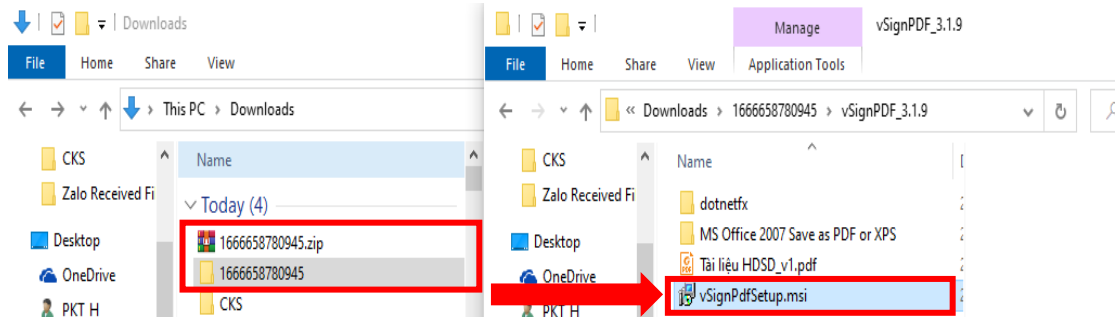 Downloads
File Home Share View
This PC > Downloads
CKS
Zalo Received Fi
Desktop
OneDrive
PKT H
Name
Today (4)
1666658780945.zip
1666658780945
CKS
Manage vSignPDF_3.1.9
File Home Share View Application Tools
« Downloads > 1666658780945 > vSignPDF_3.1.9
CKS
Zalo Received Fi
Desktop
OneDrive
PKT H
Name
dotnetfx
MS Office 2007 Save as PDF or XPS
Tài liệu HDSD_v1.pdf
vSignPdfSetup.msi